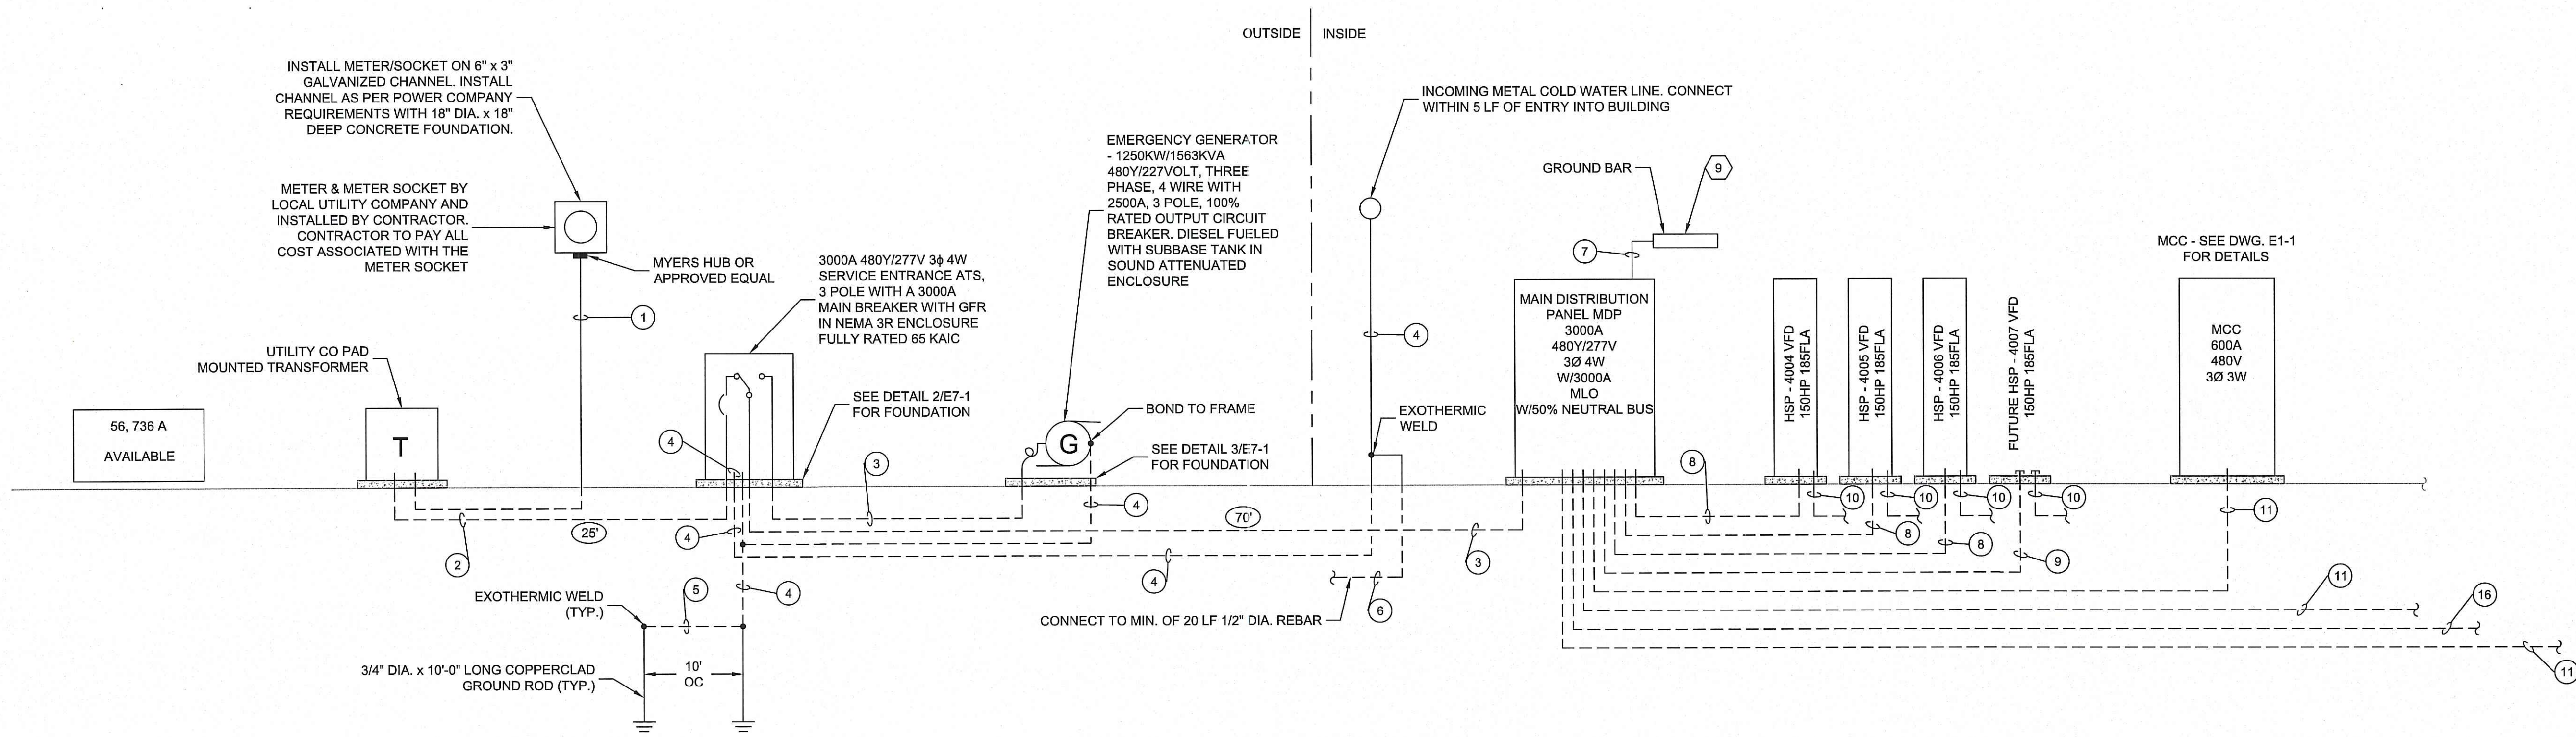 OUTSIDE
INSIDE
INSTALL METER/SOCKET ON 6" x 3"
GALVANIZED CHANNEL. INSTALL
CHANNEL AS PER POWER COMPANY
REQUIREMENTS WITH 18" DIA. x 18"
DEEP CONCRETE FOUNDATION.
METER & METER SOCKET BY
LOCAL UTILITY COMPANY AND
INSTALLED BY CONTRACTOR.
CONTRACTOR TO PAY ALL
COST ASSOCIATED WITH THE
METER SOCKET
MYERS HUB OR
APPROVED EQUAL
1
UTILITY CO PAD
MOUNTED TRANSFORMER
56, 736 A
AVAILABLE
T
3000A 480Y/277V 3ϕ 4W
SERVICE ENTRANCE ATS,
3 POLE WITH A 3000A
MAIN BREAKER WITH GFR
IN NEMA 3R ENCLOSURE
FULLY RATED 65 KAIC
SEE DETAIL 2/E7-1
FOR FOUNDATION
4
3
EMERGENCY GENERATOR
- 1250KW/1563KVA
480Y/227VOLT, THREE
PHASE, 4 WIRE WITH
2500A, 3 POLE, 100%
RATED OUTPUT CIRCUIT
BREAKER. DIESEL FUELED
WITH SUBBASE TANK IN
SOUND ATTENUATED
ENCLOSURE
G
BOND TO FRAME
SEE DETAIL 3/E7-1
FOR FOUNDATION
4
INCOMING METAL COLD WATER LINE. CONNECT
WITHIN 5 LF OF ENTRY INTO BUILDING
4
EXOTHERMIC
WELD
GROUND BAR
9
7
MAIN DISTRIBUTION
PANEL MDP
3000A
480Y/277V
3Ø 4W
W/3000A
MLO
W/50% NEUTRAL BUS
8
HSP - 4004 VFD
150HP 185FLA
HSP - 4005 VFD
150HP 185FLA
HSP - 4006 VFD
150HP 185FLA
FUTURE HSP - 4007 VFD
150HP 185FLA
MCC - SEE DWG. E1-1
FOR DETAILS
MCC
600A
480V
3Ø 3W
10
10
10
10
11
25'
2
4
70'
4
3
8
8
9
4
5
EXOTHERMIC WELD
(TYP.)
3/4" DIA. x 10'-0" LONG COPPERCLAD
GROUND ROD (TYP.)
10'
OC
CONNECT TO MIN. OF 20 LF 1/2" DIA. REBAR
6
11
16
11